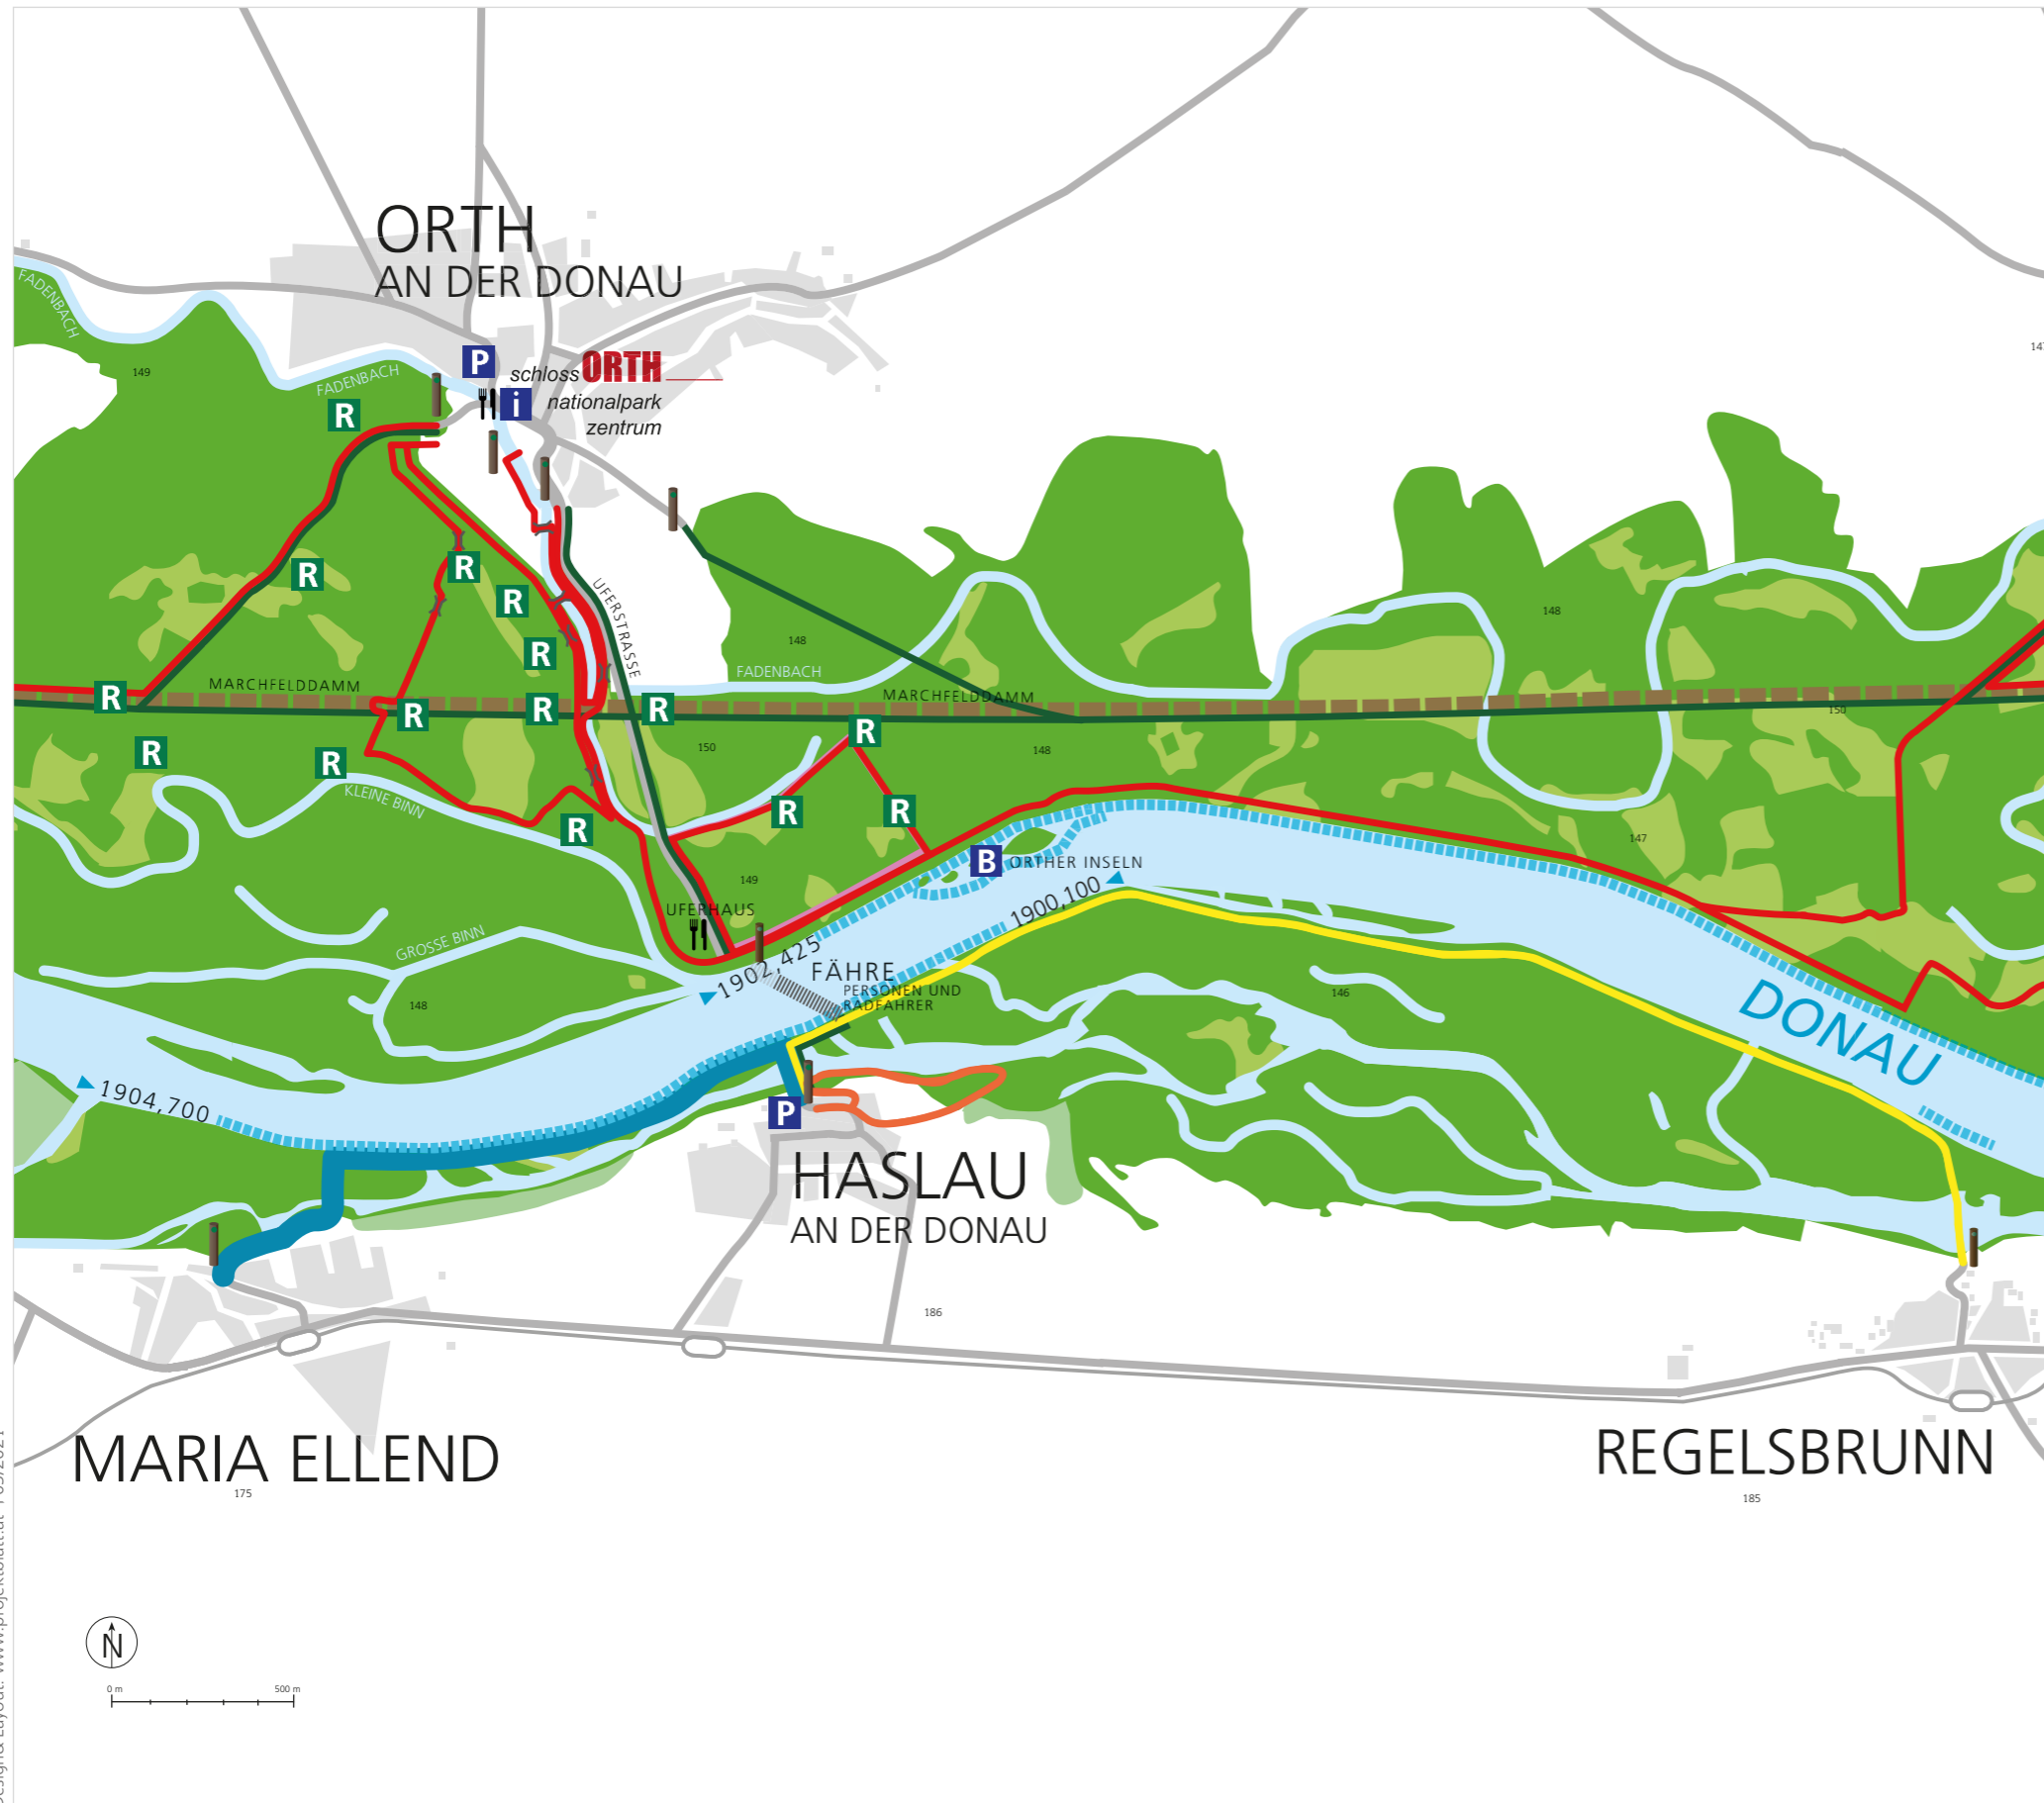 ORTH
AN DER DONAU
FADENBACH
147
149
FADENBACH
P
schloss ORTH
i
nationalpark
zentrum
R
R
R
R
UFERSTRASSE
148
148
R
FADENBACH
MARCHFELDDAMM
MARCHFELDDAMM
R
R
R
R
150
R
150
148
R
R
KLEINE BINN
R
R
R
147
B
ORTHER INSELN
149
1900,100
UFERHAUS
GROSSE BINN
1902,425
FÄHRE
PERSONEN UND
RADFAHRER
146
148
DONAU
1904,700
P
HASLAU
AN DER DONAU
186
MARIA ELLEND
175
REGELSBRUNN
185
N
0 m
500 m